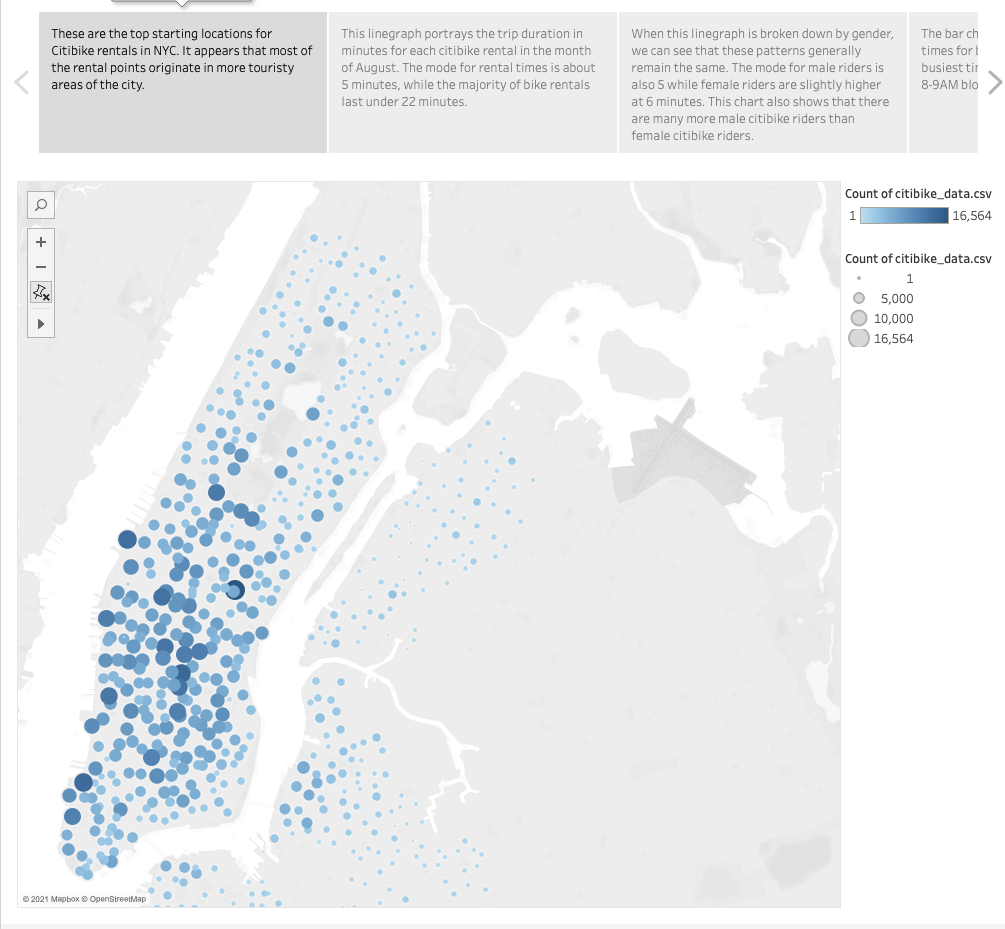 These are the top starting locations for
Citibike rentals in NYC. It appears that most of
the rental points originate in more touristy
areas of the city.
This linegraph portrays the trip duration in
minutes for each citibike rental in the month
of August. The mode for rental times is about
5 minutes, while the majority of bike rentals
last under 22 minutes.
When this linegraph is broken down by gender,
we can see that these patterns generally
remain the same. The mode for male riders is
also 5 while female riders are slightly higher
at 6 minutes. This chart also shows that there
are many more male citibike riders than
female citibike riders.
The bar ch
times for b
busiest tir
8-9AM blo
Count of citibike_data.csv
1 16,564
Count of citibike_data.csv
1
5,000
10,000
16,564
© 2021 Mapbox © OpenStreetMap